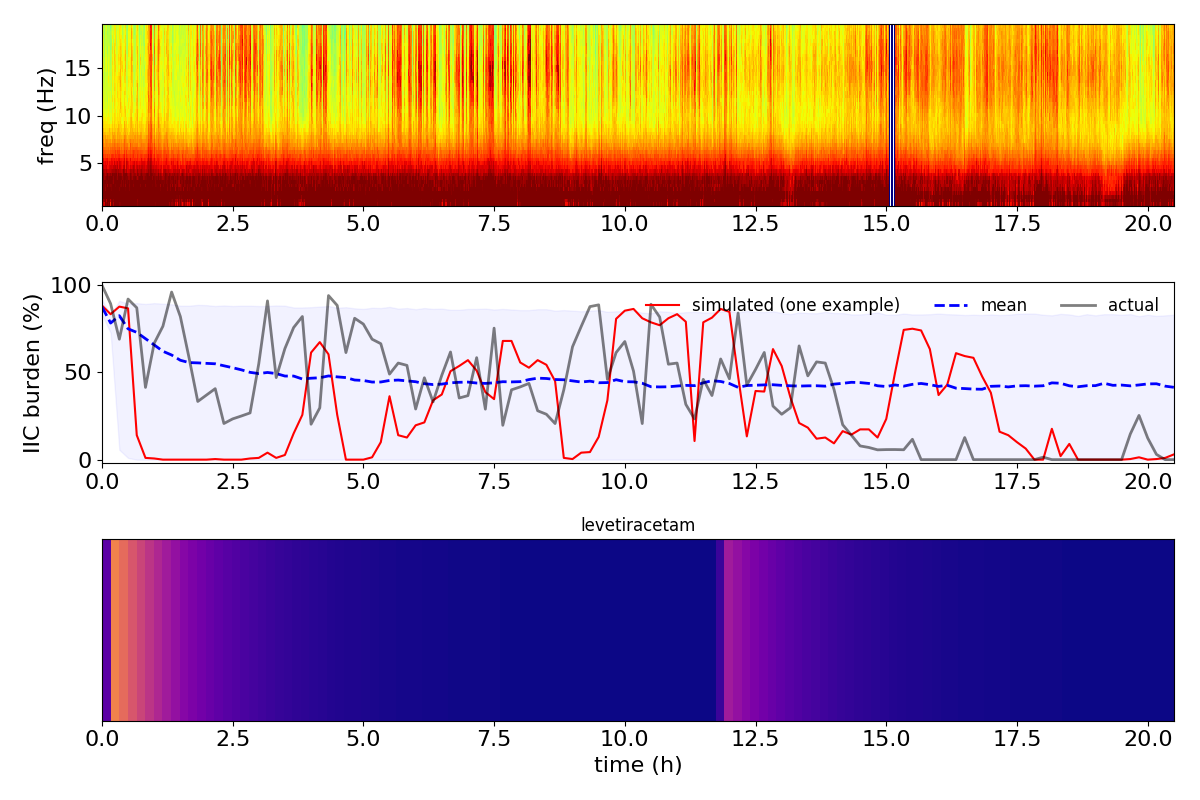 freq (Hz)
15
10
5
0.0 2.5 5.0 7.5 10.0 12.5 15.0 17.5 20.0
IIC burden (%)
100
50
0
simulated (one example) mean actual
0.0 2.5 5.0 7.5 10.0 12.5 15.0 17.5 20.0
levetiracetam
0.0 2.5 5.0 7.5 10.0 12.5 15.0 17.5 20.0
time (h)